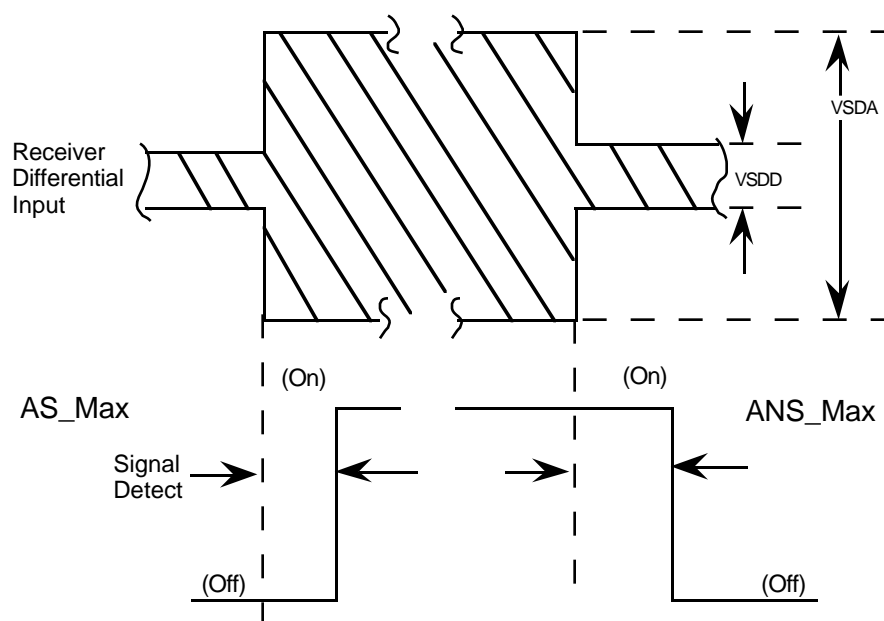 VSDA
Receiver
Differential
Input
VSDD
(On)
(On)
AS_Max
ANS_Max
Signal
Detect
(Off)
(Off)